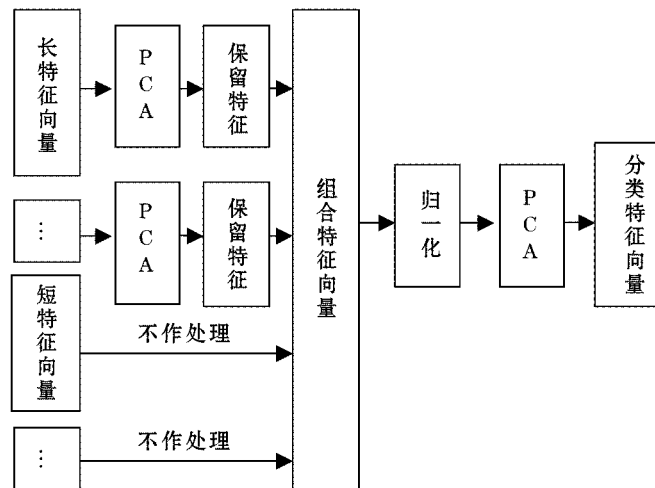 长特征向量
PCA
保留特征
…
PCA
保留特征
短特征向量
不作处理
…
不作处理
组合特征向量
归一化
PCA
分类特征向量